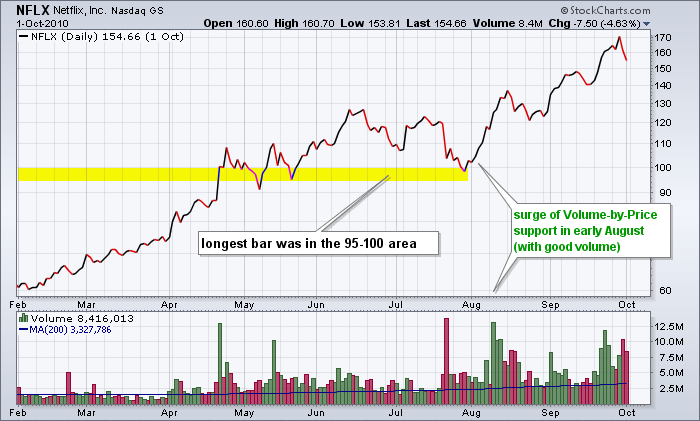 NFLX Netflix, Inc. Nasdaq GS © StockCharts.com
1-Oct-2010 Open 160.60 High 160.70 Low 153.81 Last 154.66 Volume 8.4M Chg -7.50 (-4.63%)
NFLX (Daily) 154.66 (1 Oct)
170
160
150
140
130
120
110
100
90
60
longest bar was in the 95-100 area
surge of Volume-by-Price
support in early August
(with good volume)
Feb Mar Apr May Jun Jul Aug Sep Oct
Volume 8,416,013
MA(200) 3,327,786
12.5M
10.0M
7.5M
5.0M
2.5M
Feb Mar Apr May Jun Jul Aug Sep Oct